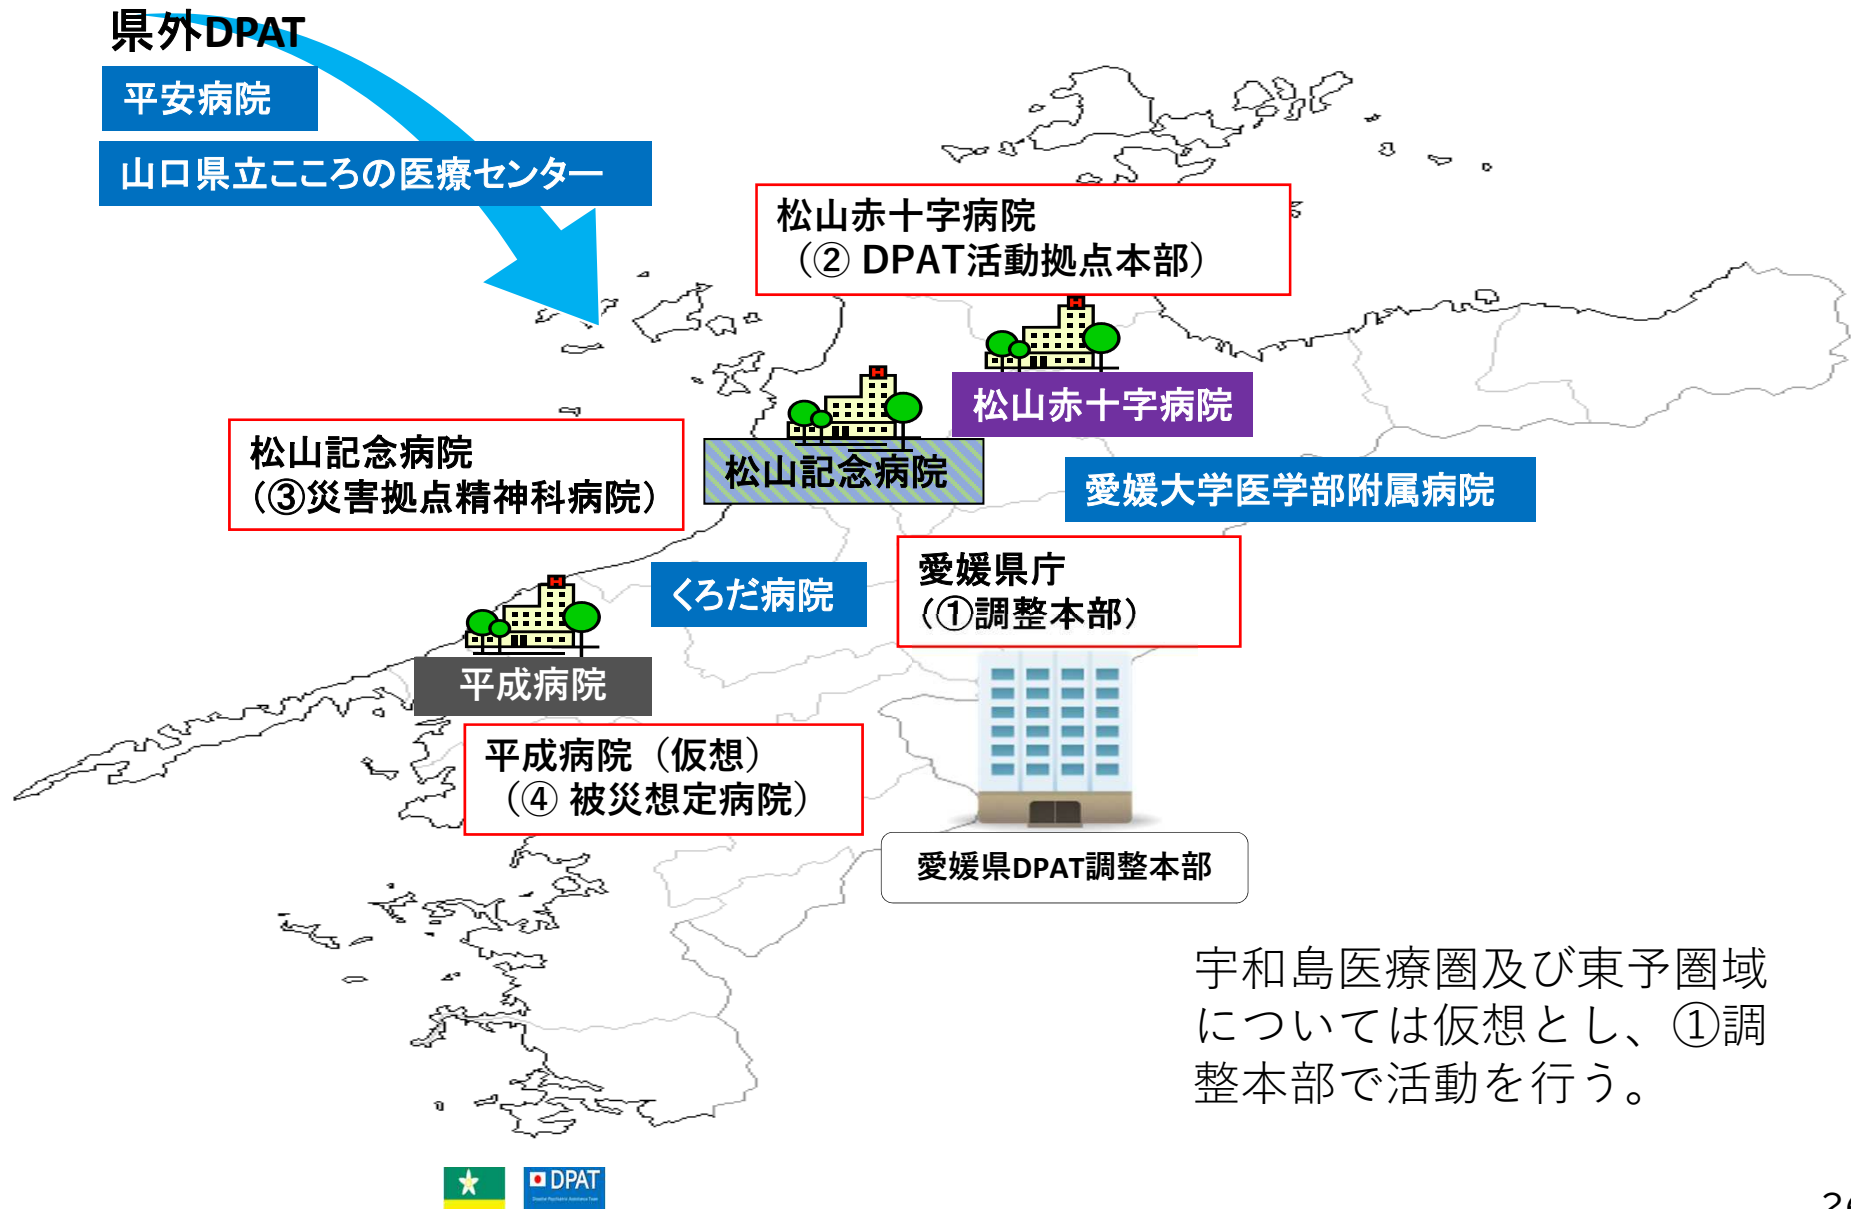 県外DPAT
平安病院
山口県立こころの医療センター
松山赤十字病院
（② DPAT活動拠点本部）
松山赤十字病院
松山記念病院
（③災害拠点精神科病院）
松山記念病院
愛媛大学医学部附属病院
くろだ病院
愛媛県庁
（①調整本部）
平成病院
平成病院（仮想）
（④ 被災想定病院）
愛媛県DPAT調整本部
宇和島医療圏及び東予圏域
については仮想とし、①調
整本部で活動を行う。
DPAT